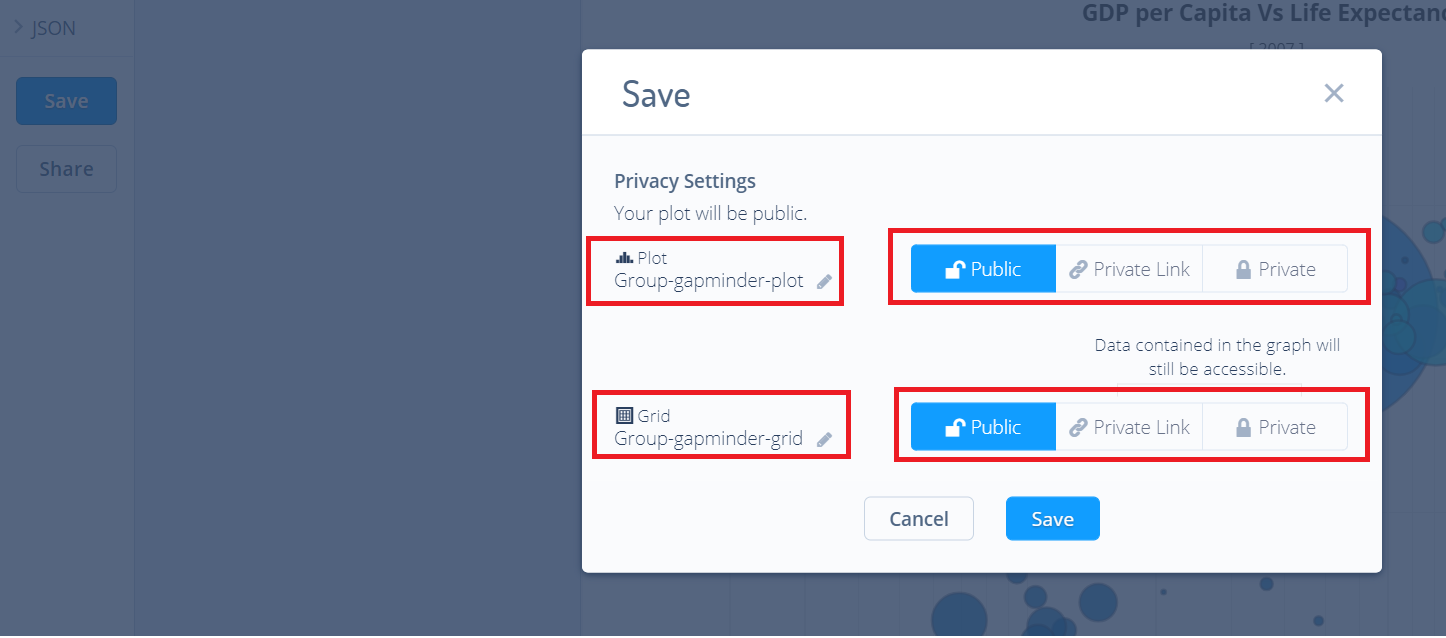 JSON
Save
Share
GDP per Capita Vs Life Expectanc
[ 2007 ]
Save
Privacy Settings
Your plot will be public.
Plot
Group-gapminder-plot
Public
Private Link
Private
Data contained in the graph will
still be accessible.
Grid
Group-gapminder-grid
Public
Private Link
Private
Cancel
Save